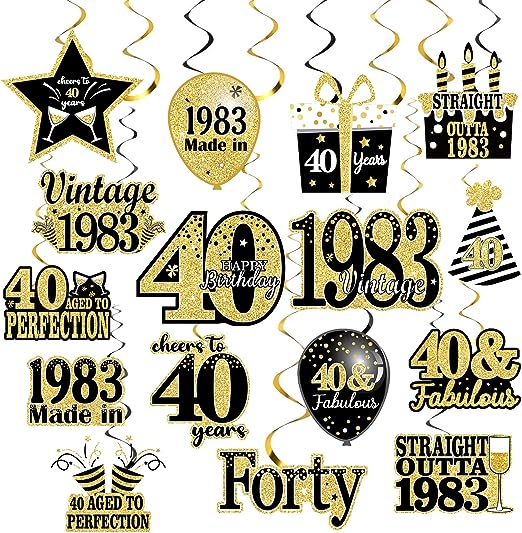 cheers to
40
years
1983
Made in
40 Years
STRAIGHT
OUTTA
1983
Vintage
1983
40
HAPPY
Birthday
1983
Vintage
40
40
AGED TO
PERFECTION
cheers to
40
years
40 &
Fabulous
40 &
Fabulous
1983
Made in
40 AGED TO
PERFECTION
Forty
STRAIGHT
OUTTA
1983